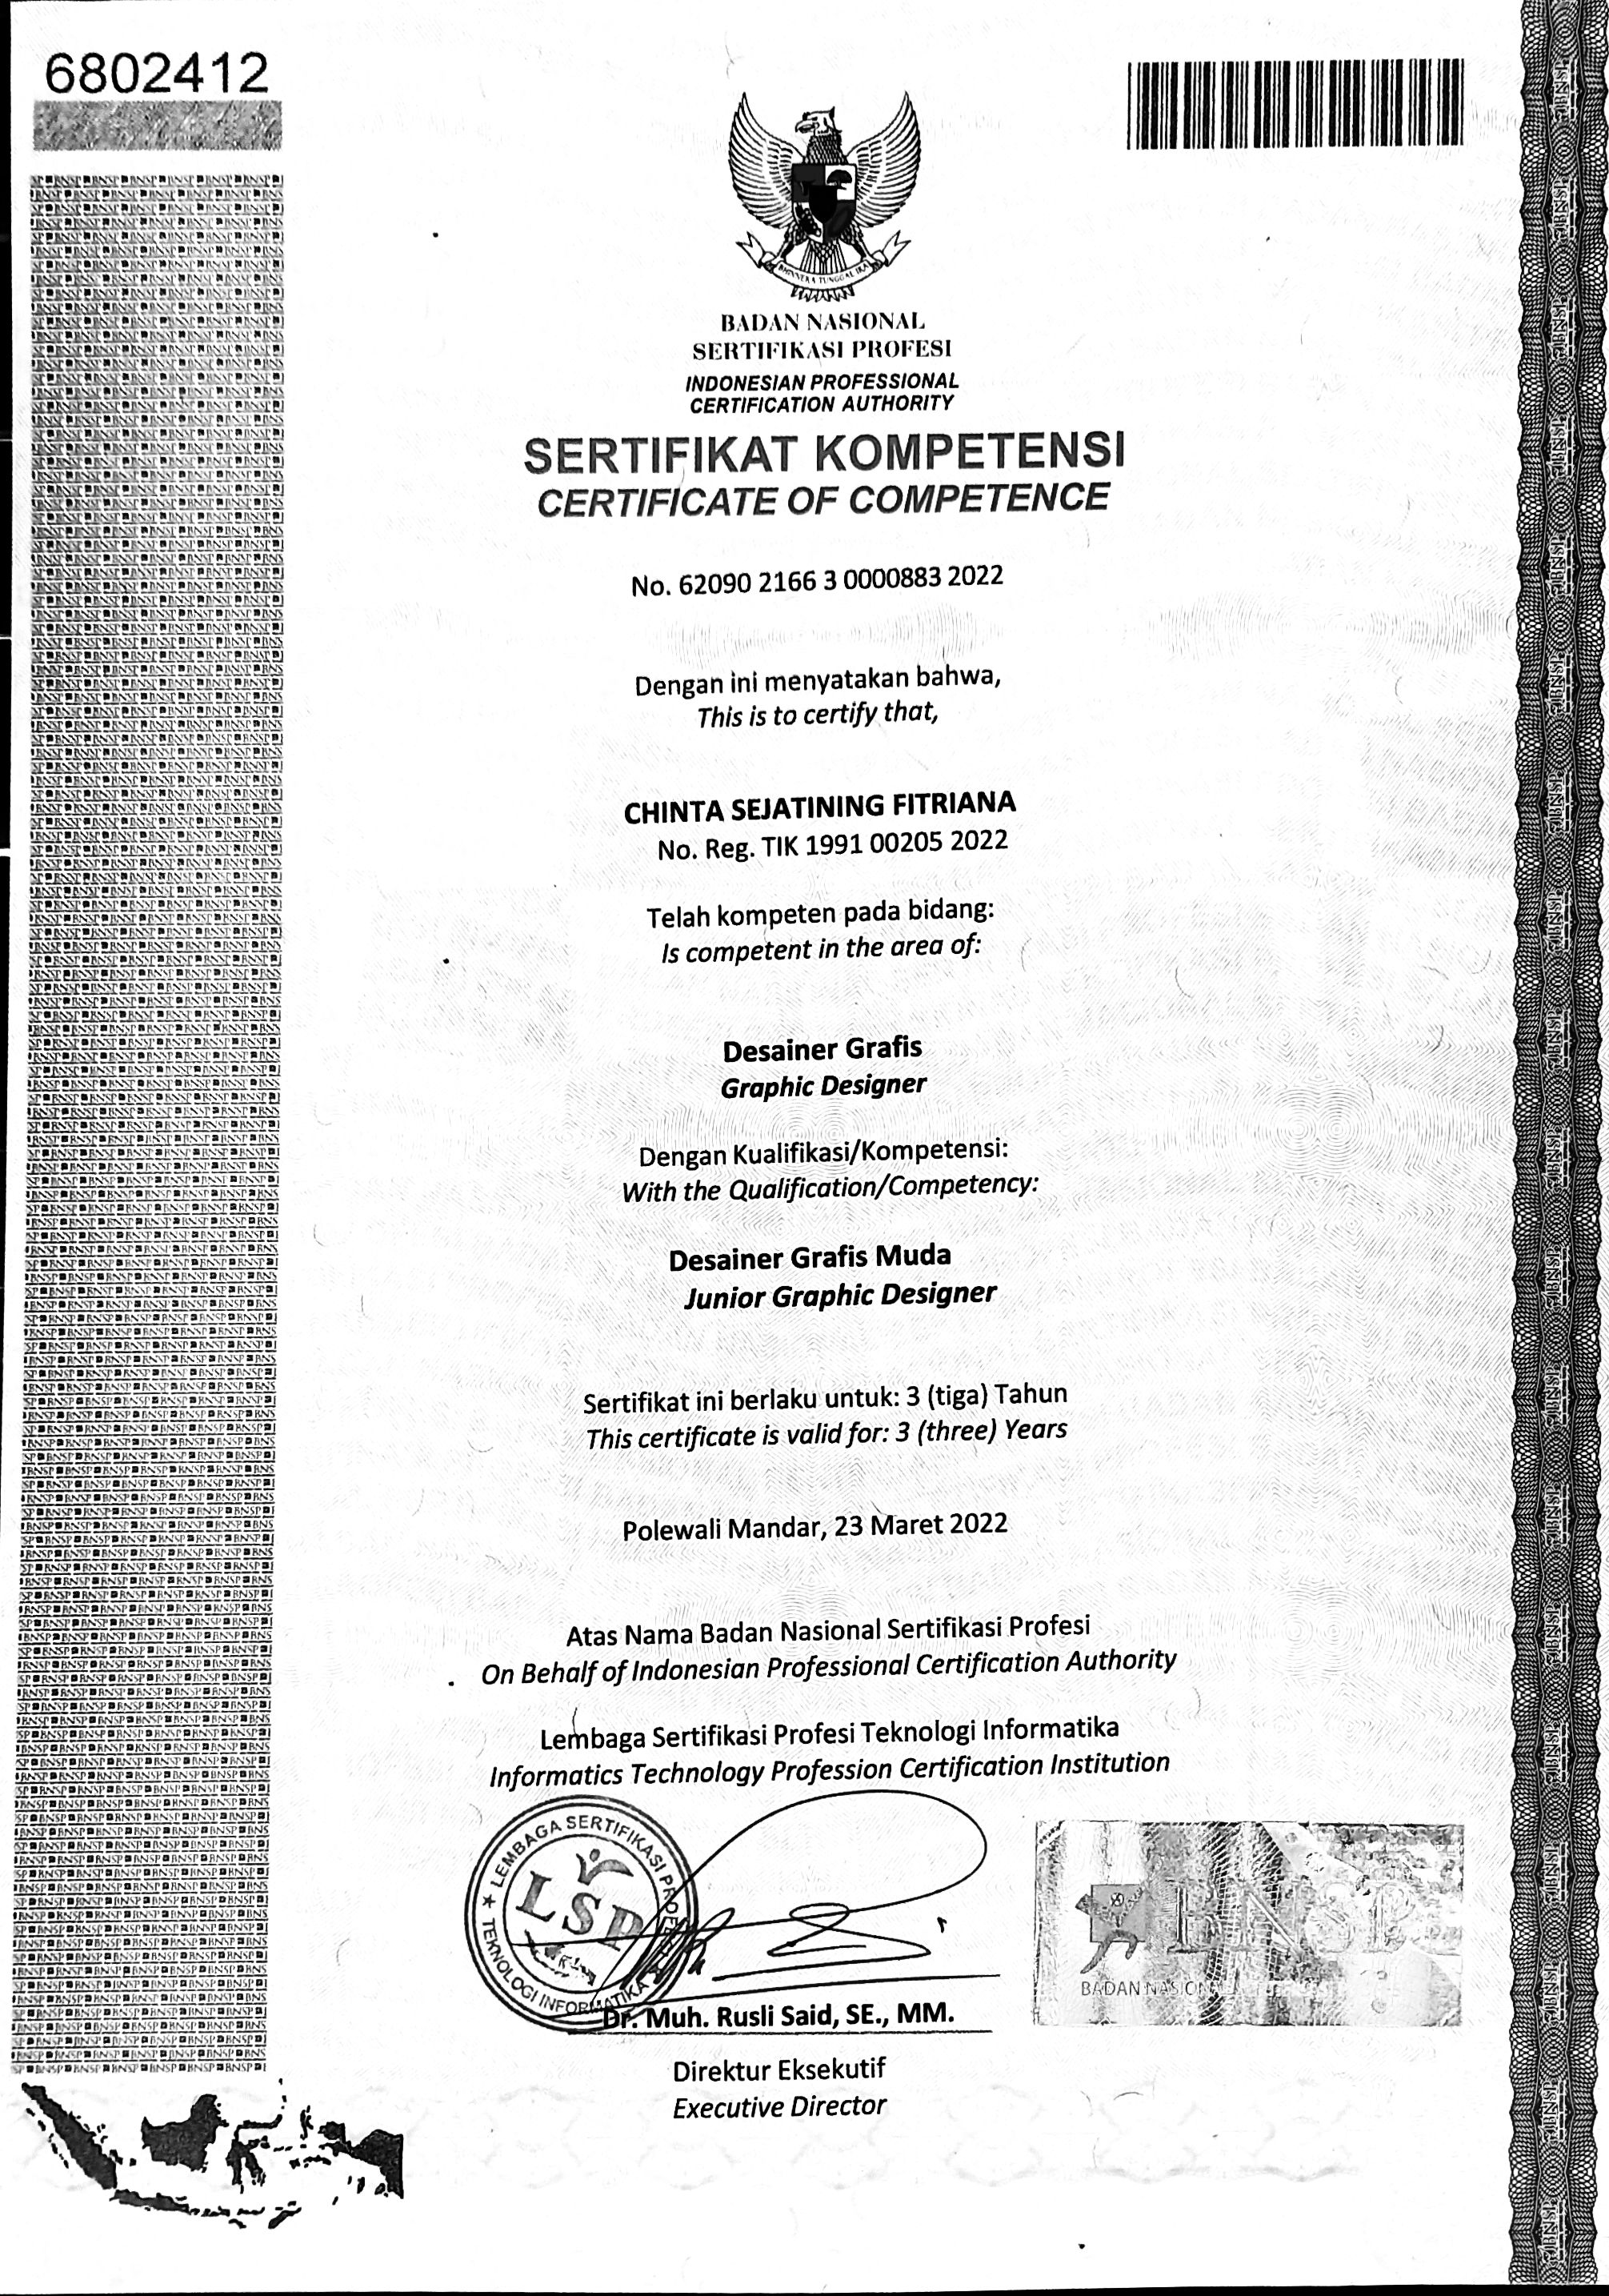 6802412
BHINNEKA TUNGGAL IKA
BADAN NASIONAL
SERTIFIKASI PROFESI
INDONESIAN PROFESSIONAL
CERTIFICATION AUTHORITY
SERTIFIKAT KOMPETENSI
CERTIFICATE OF COMPETENCE
No. 62090 2166 3 0000883 2022
Dengan ini menyatakan bahwa,
This is to certify that,
CHINTA SEJATINING FITRIANA
No. Reg. TIK 1991 00205 2022
Telah kompeten pada bidang:
Is competent in the area of:
Desainer Grafis
Graphic Designer
Dengan Kualifikasi/Kompetensi:
With the Qualification/Competency:
Desainer Grafis Muda
Junior Graphic Designer
Sertifikat ini berlaku untuk: 3 (tiga) Tahun
This certificate is valid for: 3 (three) Years
Polewali Mandar, 23 Maret 2022
Atas Nama Badan Nasional Sertifikasi Profesi
On Behalf of Indonesian Professional Certification Authority
Lembaga Sertifikasi Profesi Teknologi Informatika
Informatics Technology Profession Certification Institution
LEMBAGA SERTIFIKASI PROFESI
LSP
TEKNOLOGI INFORMATIKA
BNSP
BADAN NASIONAL
Dr. Muh. Rusli Said, SE., MM.
Direktur Eksekutif
Executive Director